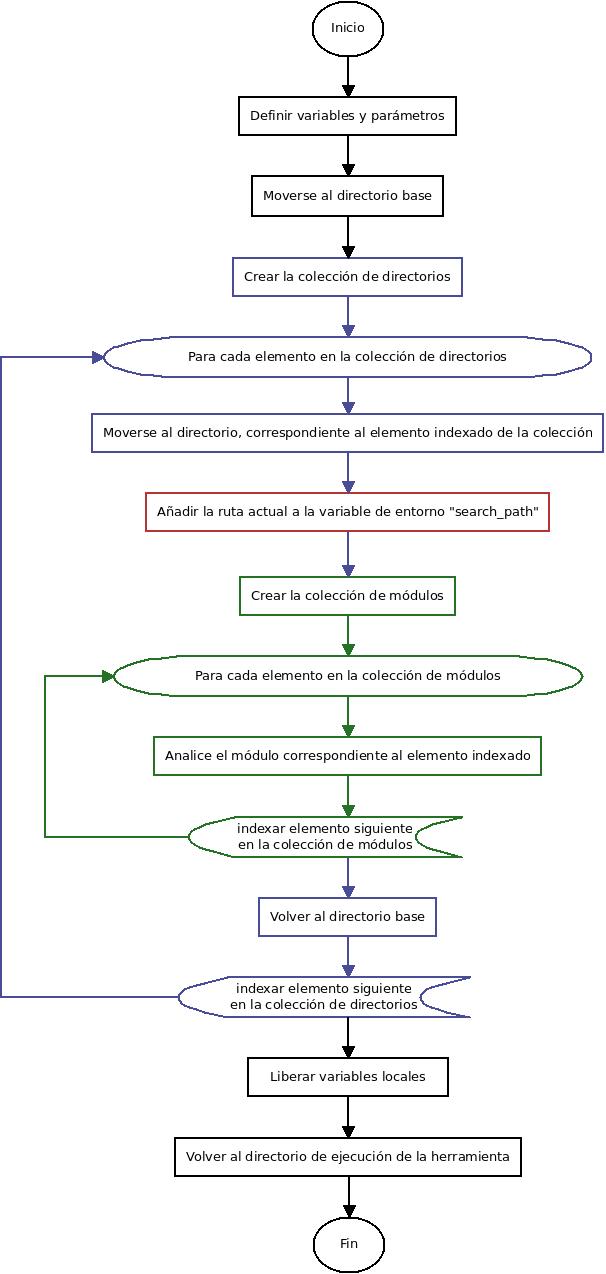 Inicio
Definir variables y parámetros
Moverse al directorio base
Crear la colección de directorios
Para cada elemento en la colección de directorios
Moverse al directorio, correspondiente al elemento indexado de la colección
Añadir la ruta actual a la variable de entorno "search_path"
Crear la colección de módulos
Para cada elemento en la colección de módulos
Analice el módulo correspondiente al elemento indexado
indexar elemento siguiente
en la colección de módulos
Volver al directorio base
indexar elemento siguiente
en la colección de directorios
Liberar variables locales
Volver al directorio de ejecución de la herramienta
Fin